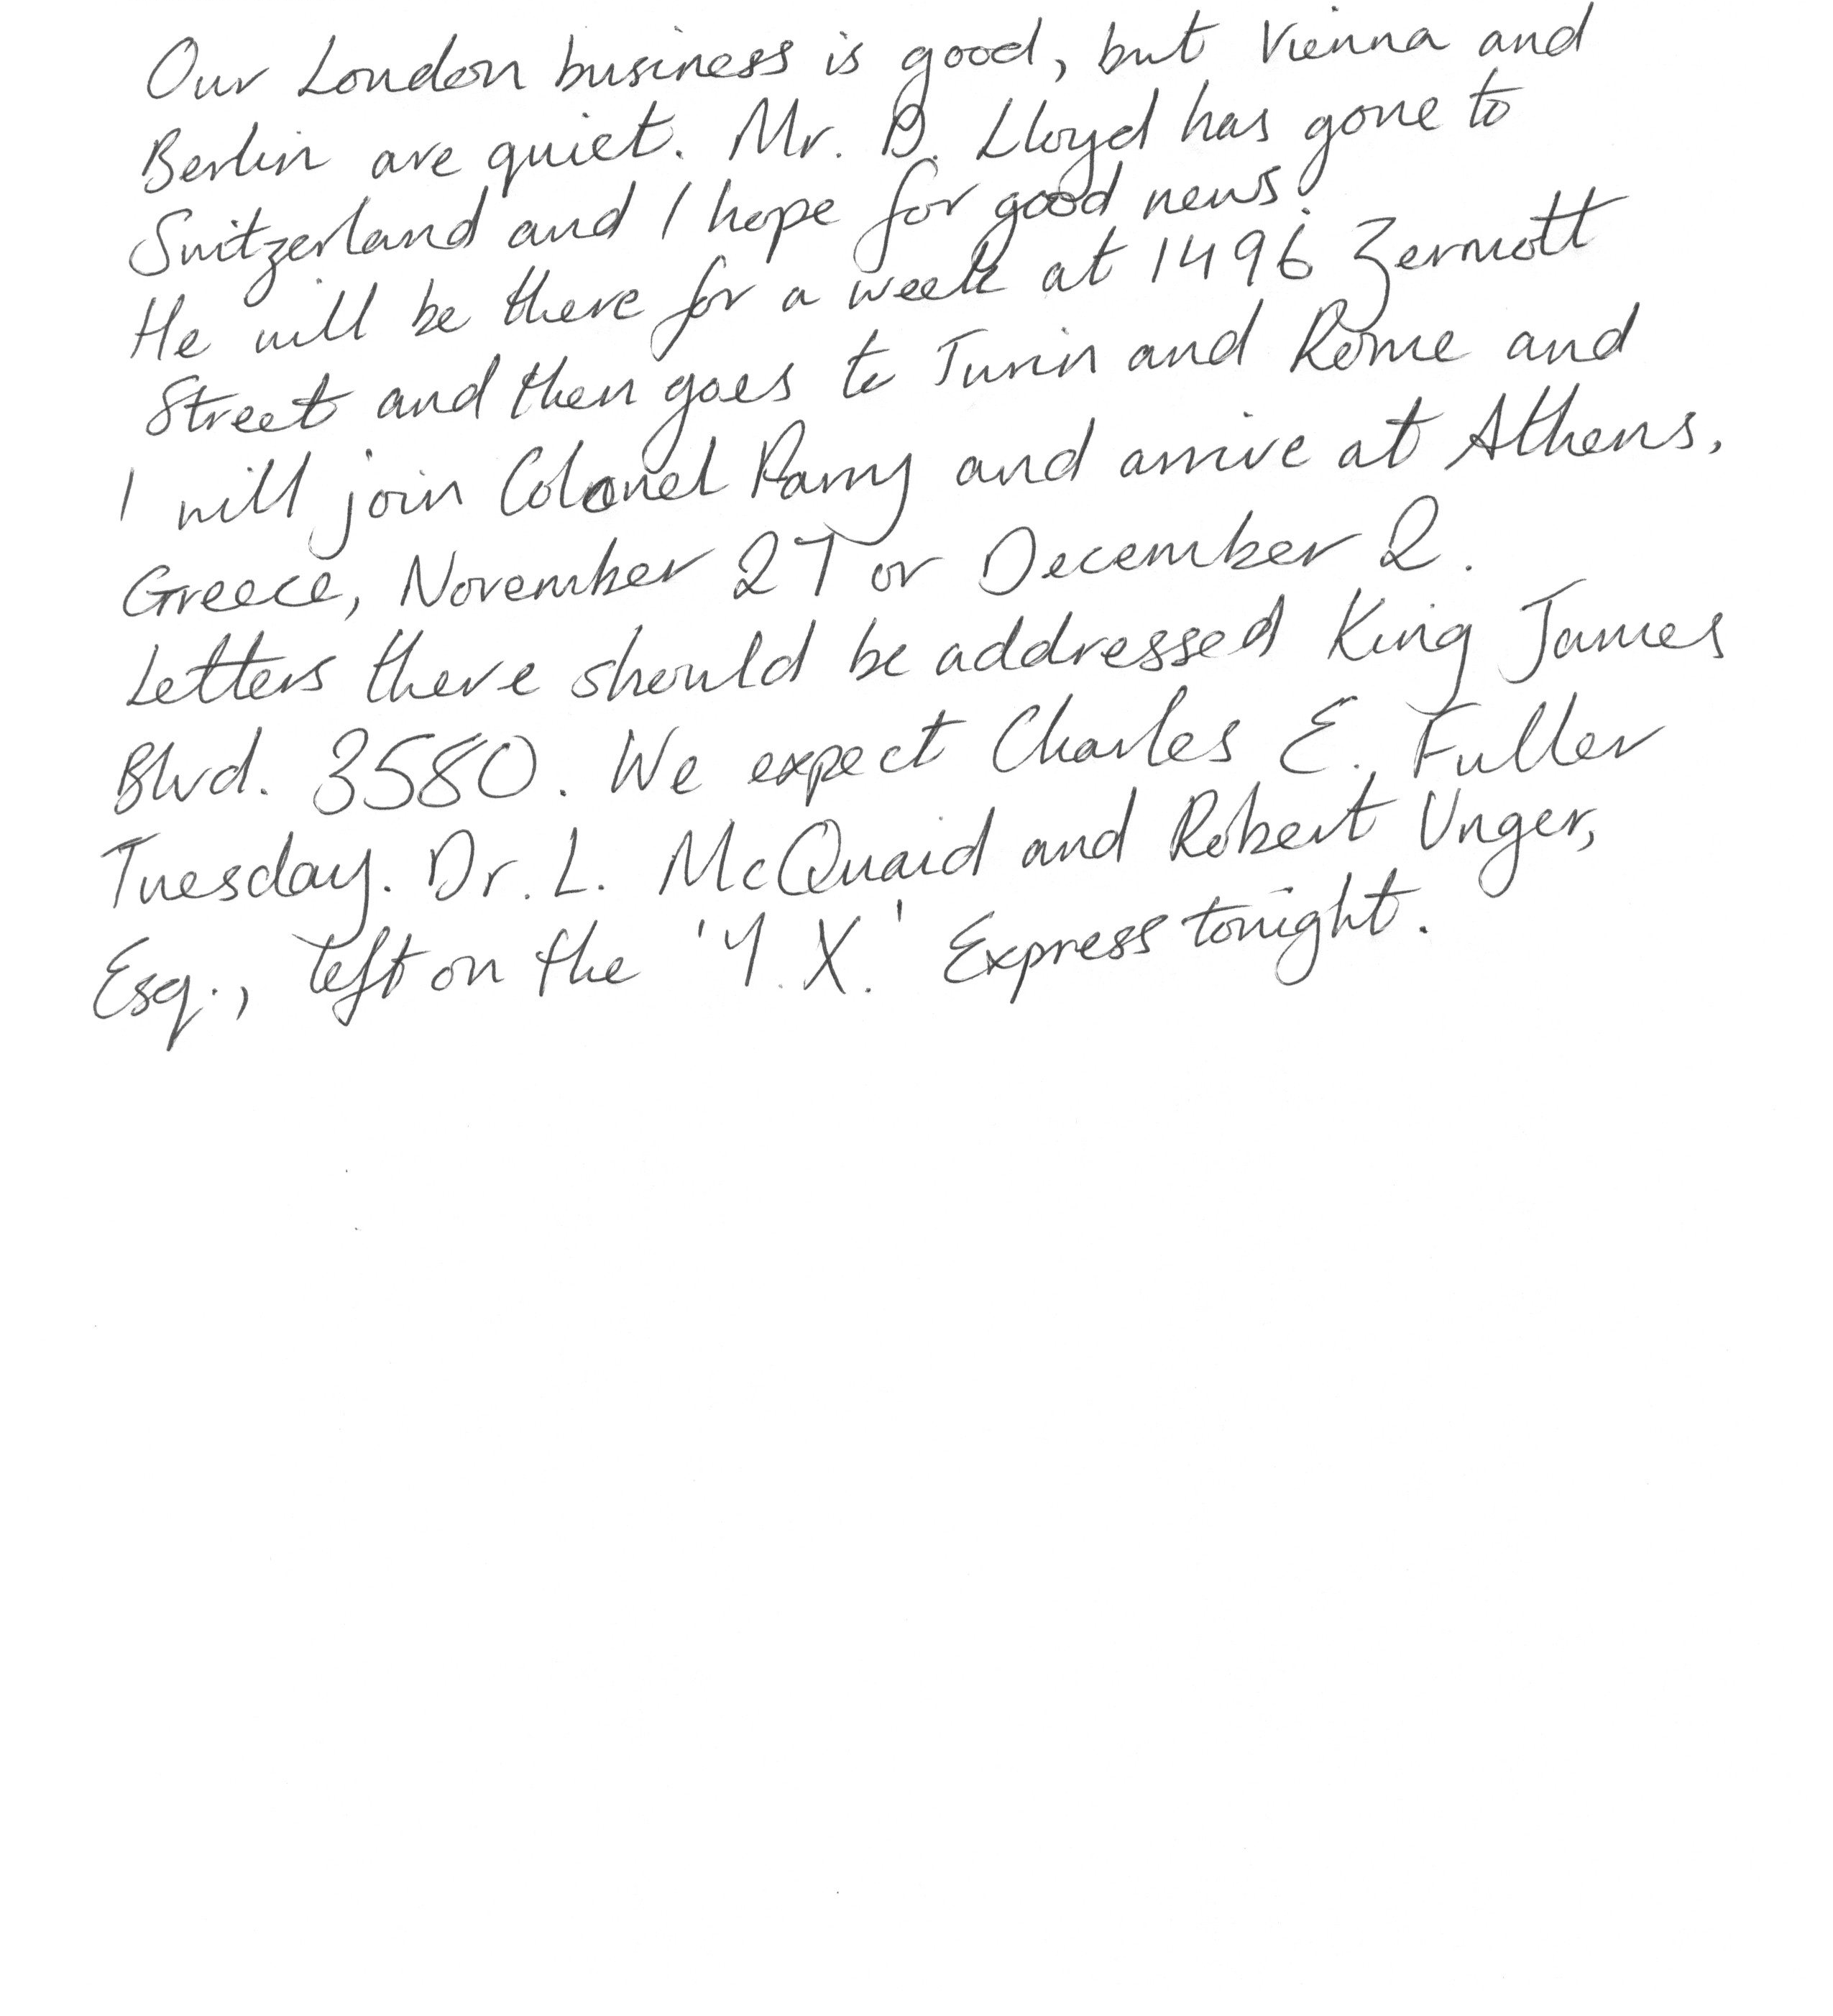 Our London business is good, but Vienna and
Berlin are quiet. Mr. D. Lloyd has gone to
Switzerland and I hope for good news.
He will be there for a week at 1496 Zermott
Street and then goes to Turin and Rome and
I will join Colonel Parry and arrive at Athens,
Greece, November 27 or December 2.
Letters there should be addressed King James
Blvd. 3580. We expect Charles E. Fuller
Tuesday. Dr. L. McQuaid and Robert Unger,
Esq., left on the 'Y. X.' Express tonight.